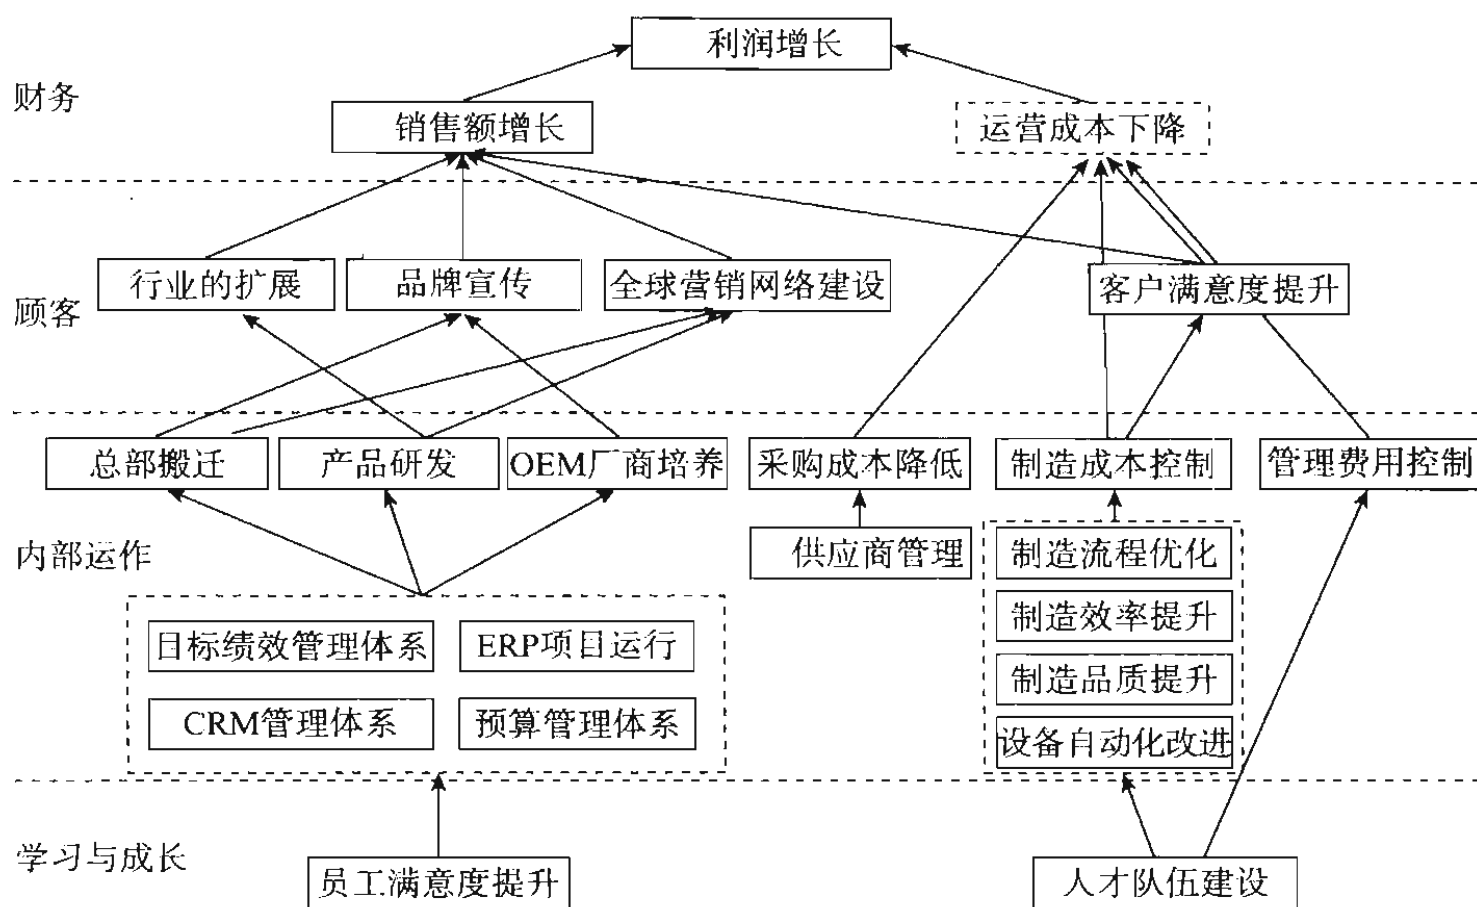 利润增长
财务
销售额增长
运营成本下降
行业的扩展
品牌宣传
全球营销网络建设
客户满意度提升
顾客
总部搬迁
产品研发
OEM厂商培养
采购成本降低
制造成本控制
管理费用控制
内部运作
供应商管理
制造流程优化
制造效率提升
制造品质提升
设备自动化改进
目标绩效管理体系
ERP项目运行
CRM管理体系
预算管理体系
学习与成长
员工满意度提升
人才队伍建设